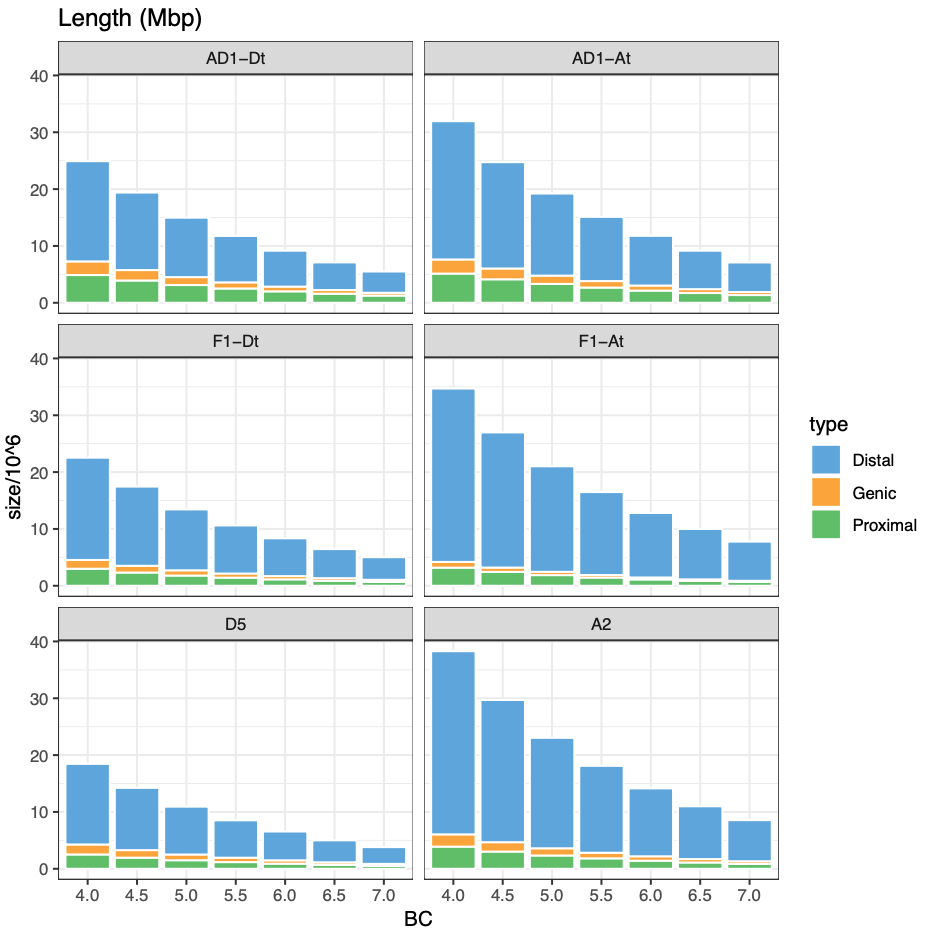 Length (Mbp)
AD1−Dt
AD1−At
40
30
20
10
0
F1−Dt
F1−At
40
30
20
10
0
D5
A2
40
30
20
10
0
4.0 4.5 5.0 5.5 6.0 6.5 7.0
4.0 4.5 5.0 5.5 6.0 6.5 7.0
BC
size/10^6
type
Distal
Genic
Proximal